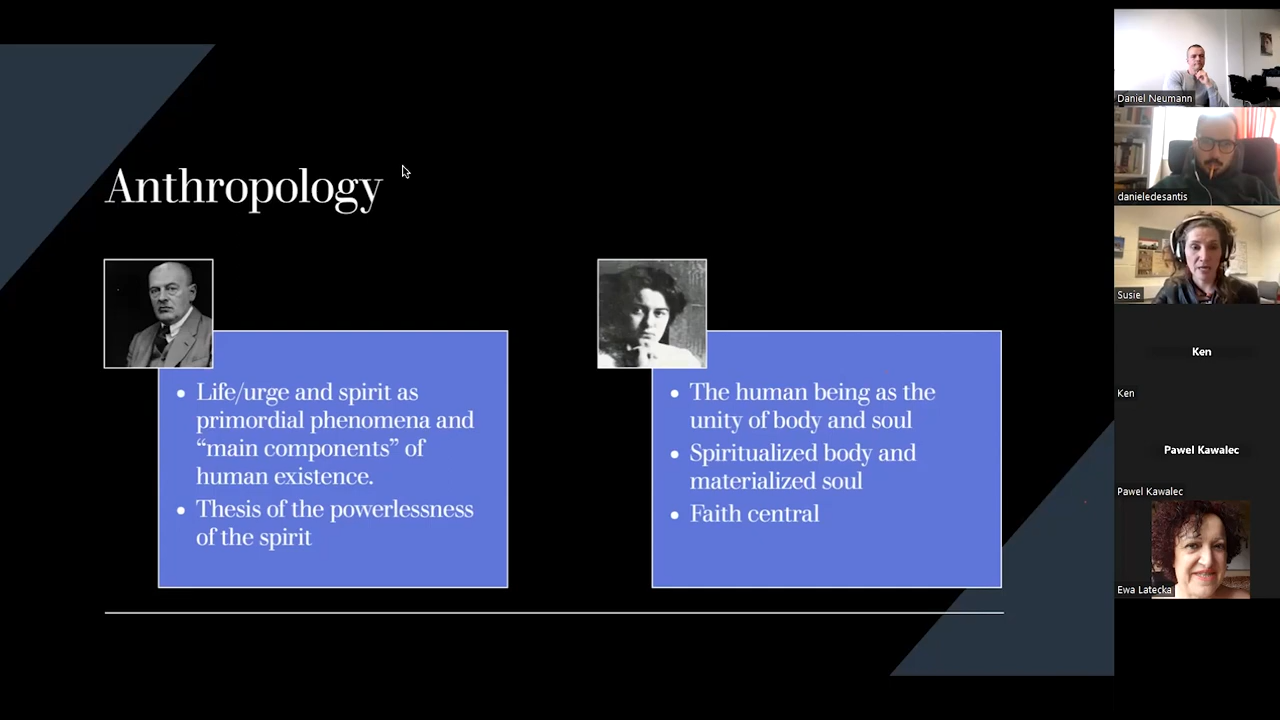 Anthropology
• Life/urge and spirit as
primordial phenomena and
“main components” of
human existence.
• Thesis of the powerlessness
of the spirit
• The human being as the
unity of body and soul
• Spiritualized body and
materialized soul
• Faith central
Daniel Neumann
danieledesantis
Susie
Ken
Ken
Pawel Kawalec
Pawel Kawalec
Ewa Latecka